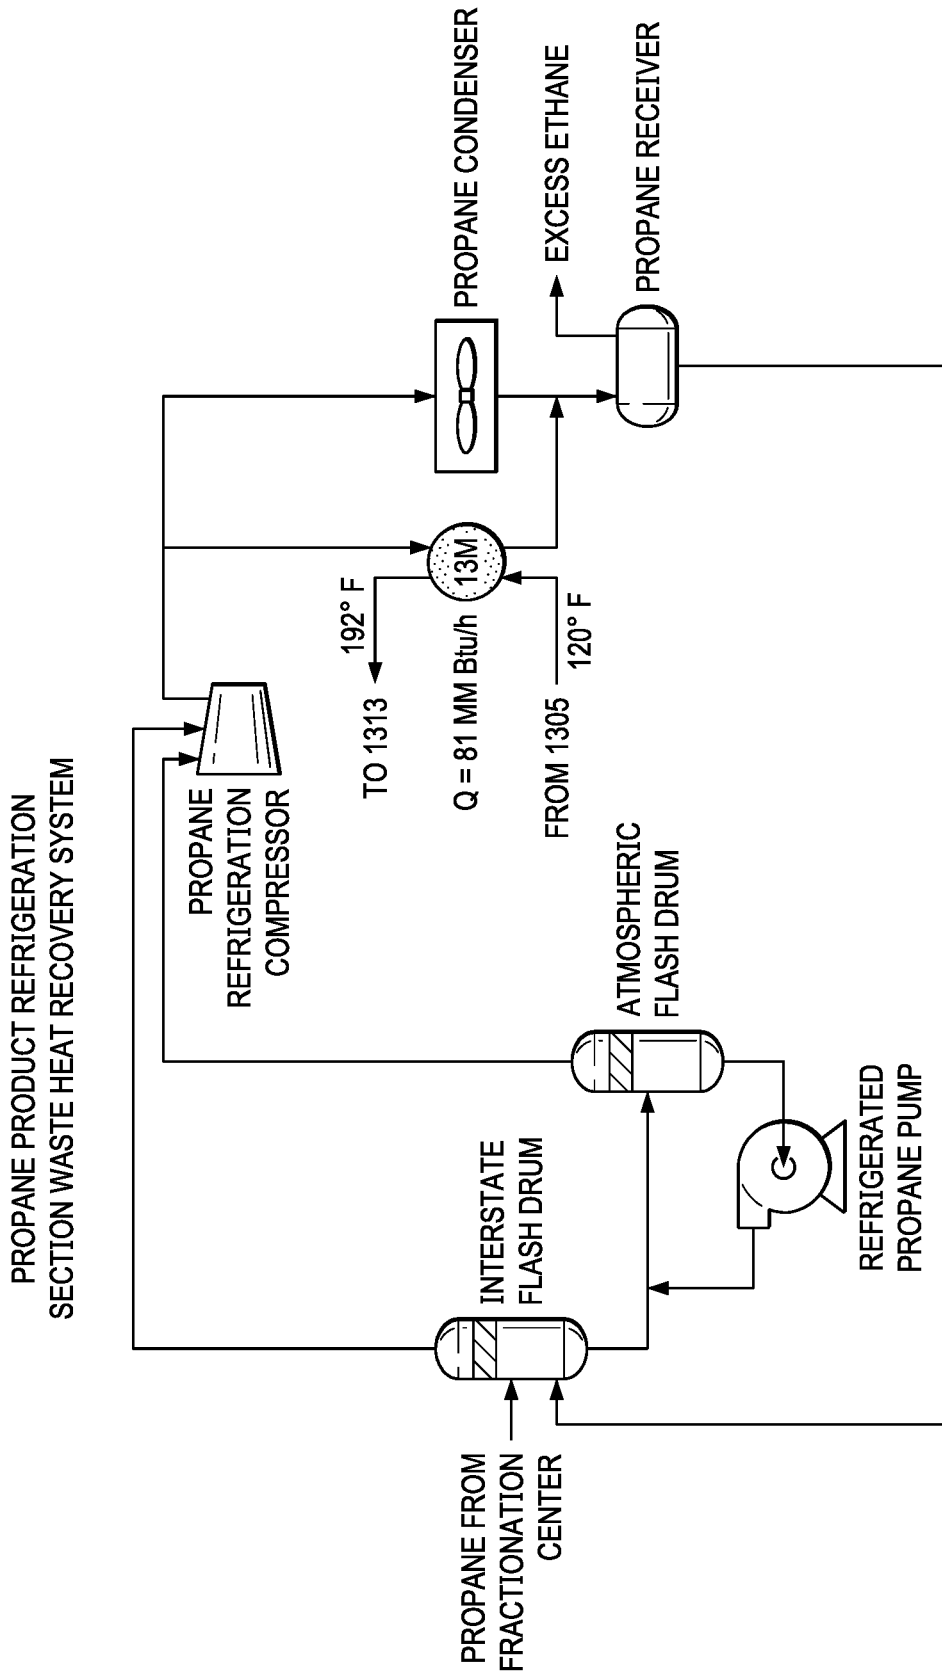 PROPANE PRODUCT REFRIGERATION
SECTION WASTE HEAT RECOVERY SYSTEM
PROPANE
REFRIGERATION
COMPRESSOR
192° F
TO 1313
13M
Q = 81 MM Btu/h
FROM 1305
120° F
PROPANE CONDENSER
EXCESS ETHANE
PROPANE RECEIVER
PROPANE FROM
FRACTIONATION
CENTER
INTERSTATE
FLASH DRUM
ATMOSPHERIC
FLASH DRUM
REFRIGERATED
PROPANE PUMP